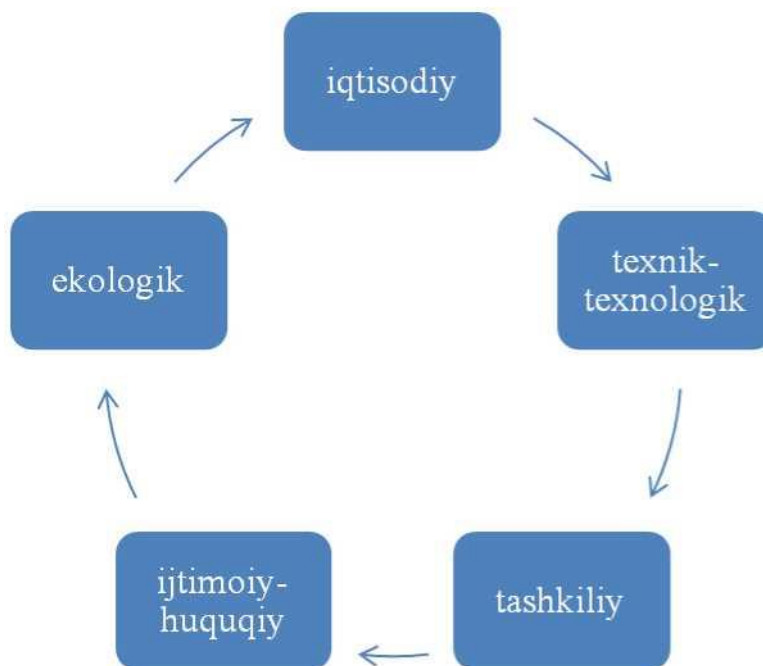 iqtisodiy
texnik-
texnologik
tashkiliy
ijtimoiy-
huquqiy
ekologik